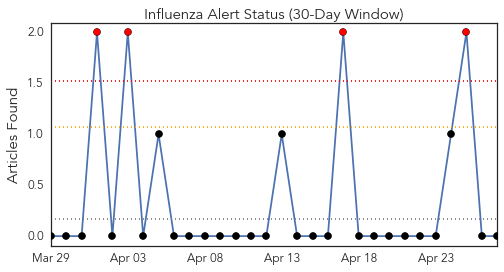 Influenza Alert Status (30-Day Window)
Articles Found
2.0
1.5
1.0
0.5
0.0
Mar 29
Apr 03
Apr 08
Apr 13
Apr 18
Apr 23